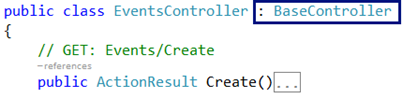 public class EventsController : BaseController
{
// GET: Events/Create
-references
public ActionResult Create()...